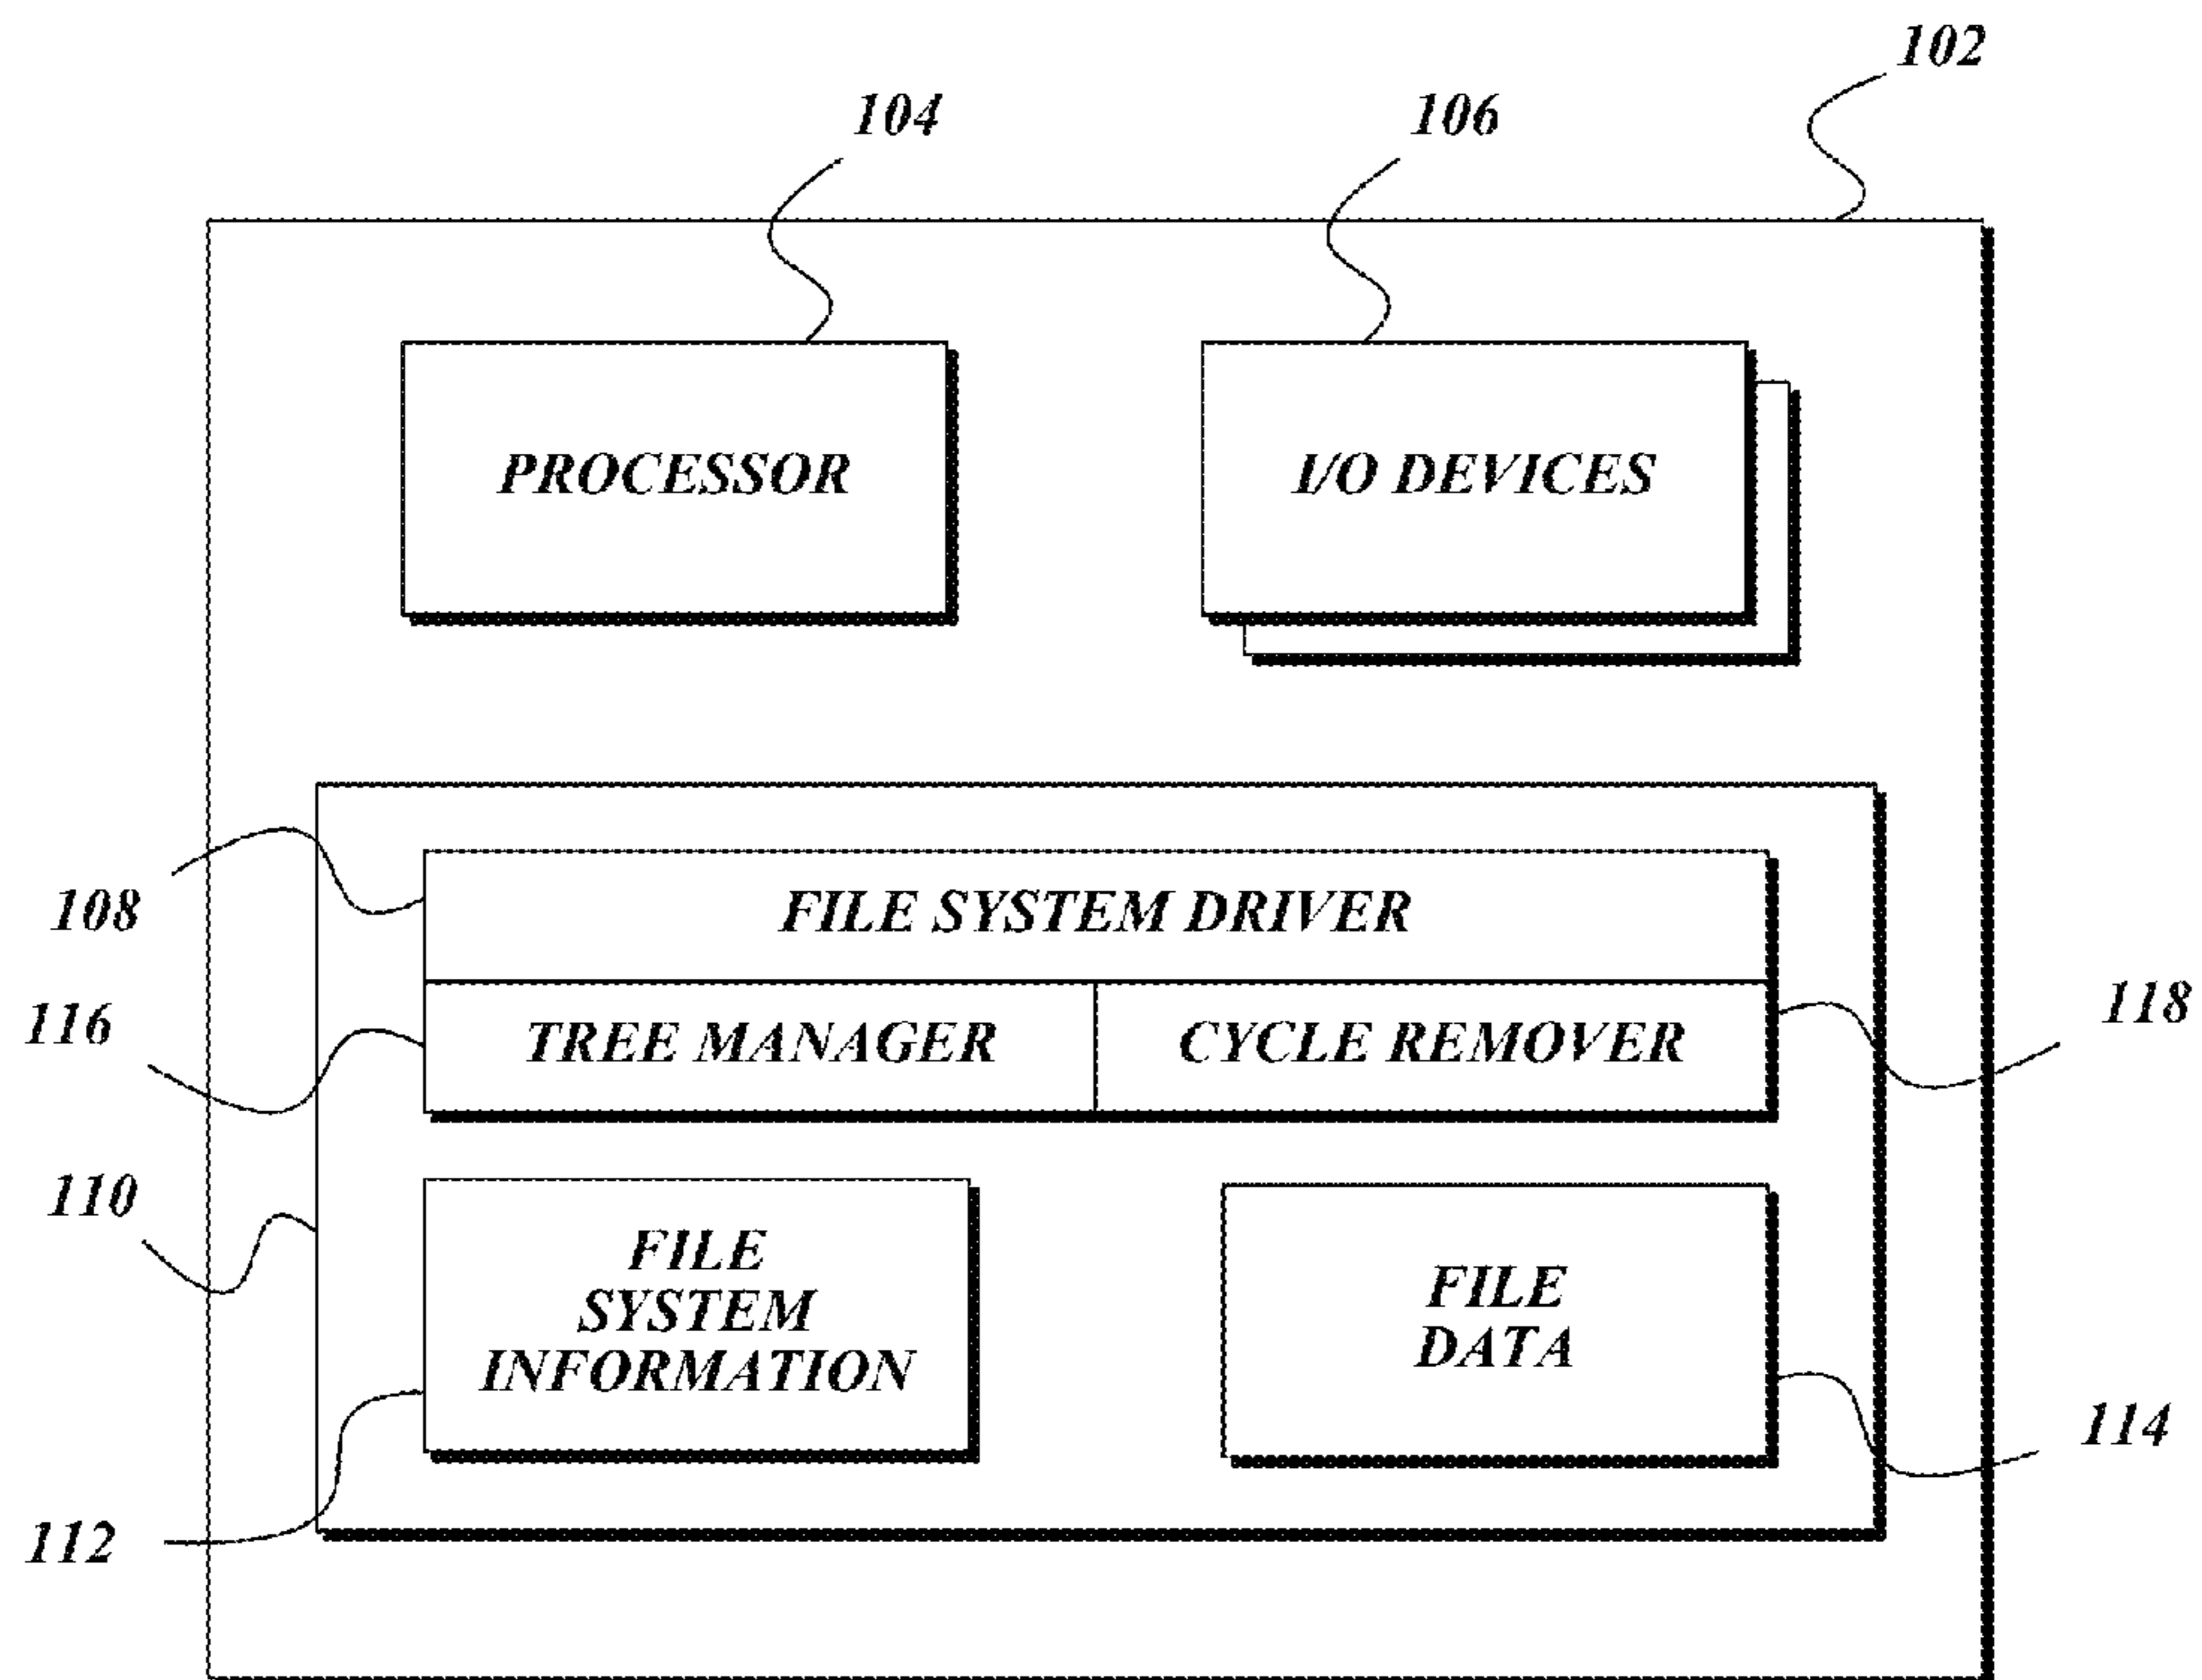 102
104
106
PROCESSOR
I/O DEVICES
108
FILE SYSTEM DRIVER
116
TREE MANAGER
CYCLE REMOVER
118
110
FILE
SYSTEM
INFORMATION
FILE
DATA
114
112